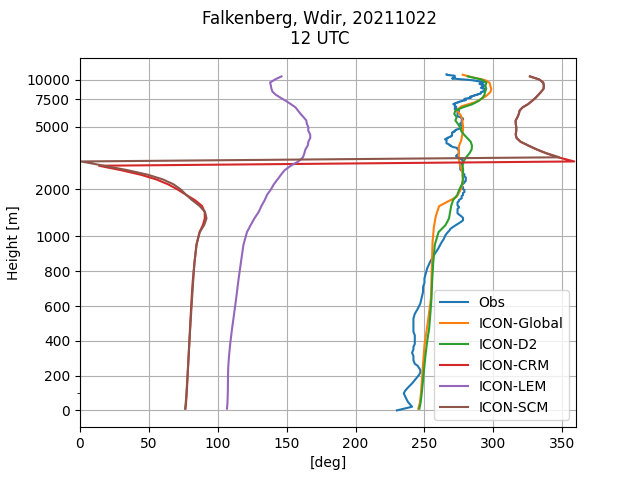 Falkenberg, Wdir, 20211022
12 UTC
10000
7500
5000
2000
1000
800
600
400
200
0
Height [m]
0
50
100
150
200
250
300
350
[deg]
Obs
ICON-Global
ICON-D2
ICON-CRM
ICON-LEM
ICON-SCM